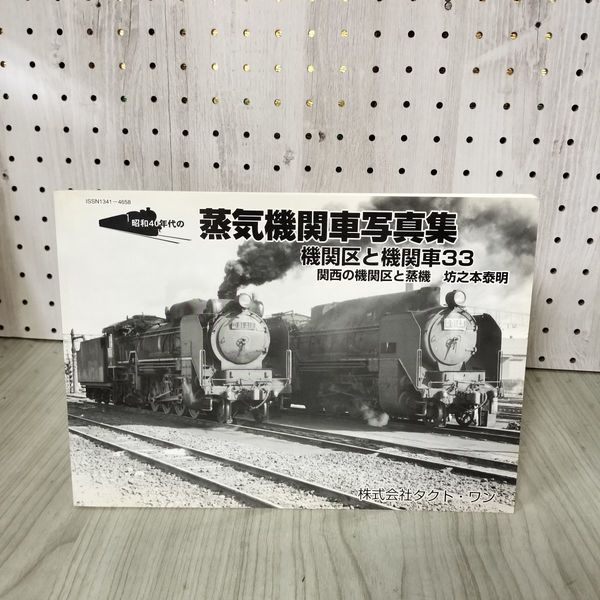 ISSN1341-4658
昭和40年代の
蒸気機関車写真集
機関区と機関車33
関西の機関区と蒸機 坊之本泰明
株式会社タクト・ワン